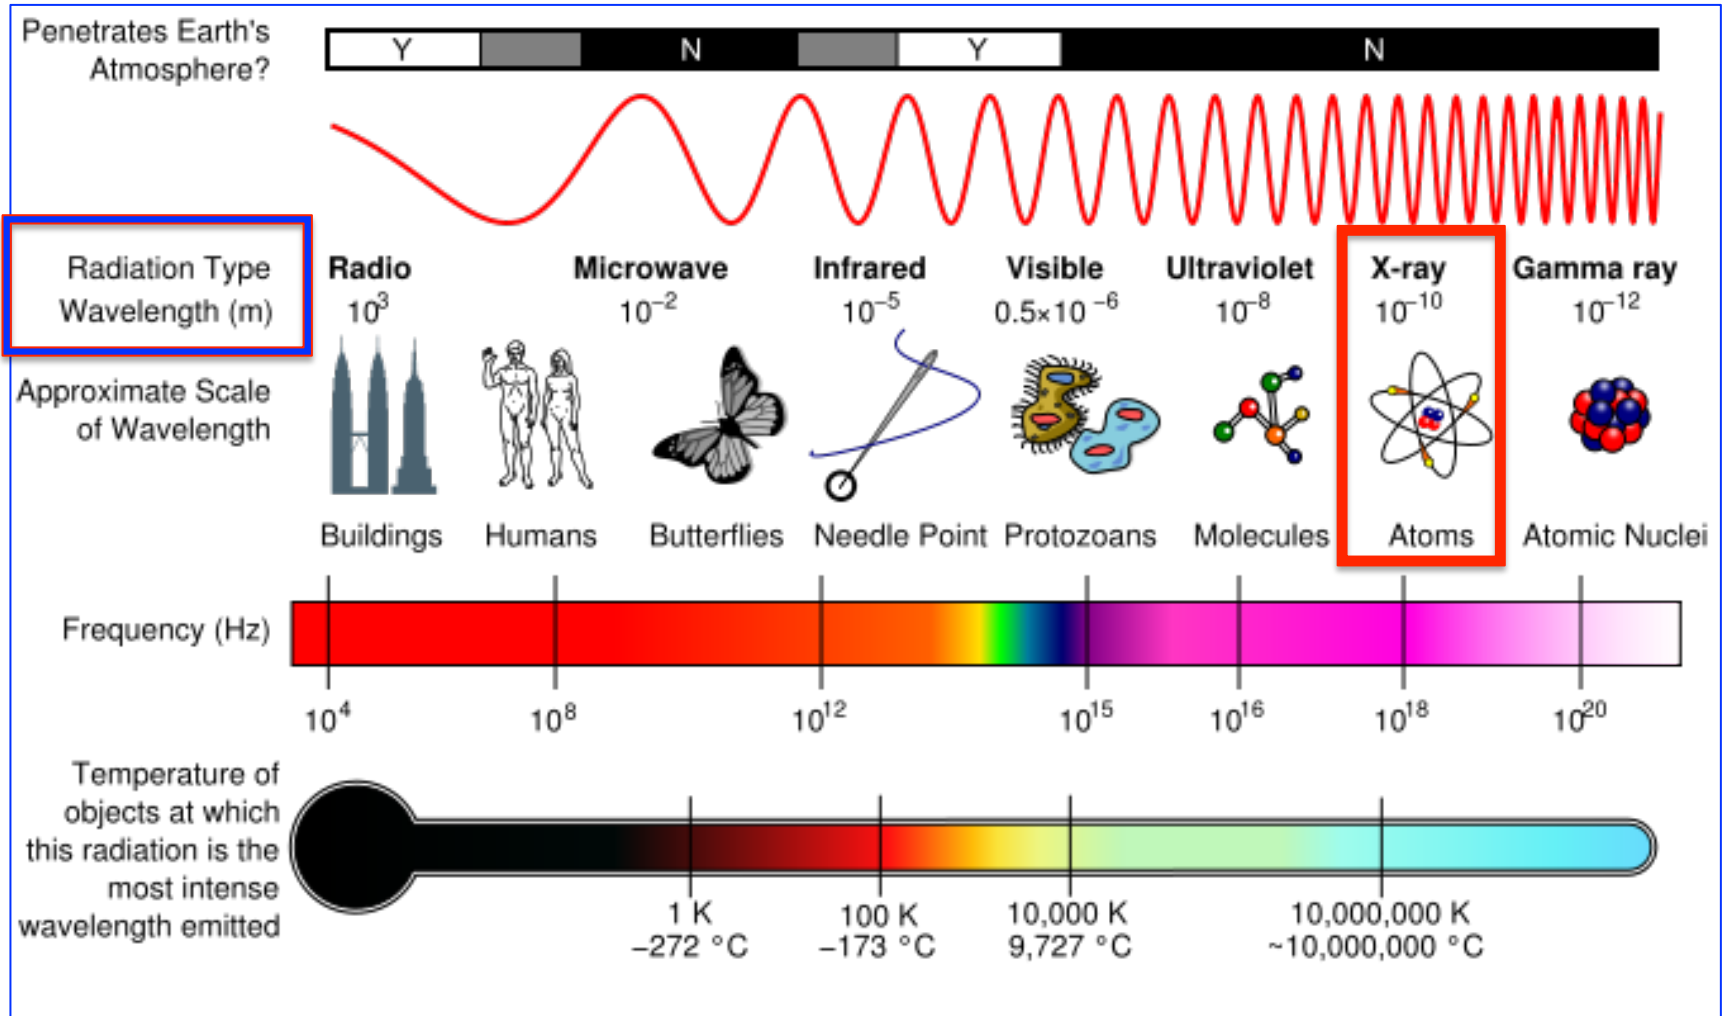 Penetrates Earth's
Atmosphere?
Y N Y N
Radiation Type
Wavelength (m)
Radio Microwave Infrared Visible Ultraviolet X-ray Gamma ray
10³ 10⁻² 10⁻⁵ 0.5×10⁻⁶ 10⁻⁸ 10⁻¹⁰ 10⁻¹²
Approximate Scale
of Wavelength
Buildings Humans Butterflies Needle Point Protozoans Molecules Atoms Atomic Nuclei
Frequency (Hz)
10⁴ 10⁸ 10¹² 10¹⁵ 10¹⁶ 10¹⁸ 10²⁰
Temperature of
objects at which
this radiation is the
most intense
wavelength emitted
1 K 100 K 10,000 K 10,000,000 K
−272 °C −173 °C 9,727 °C ~10,000,000 °C